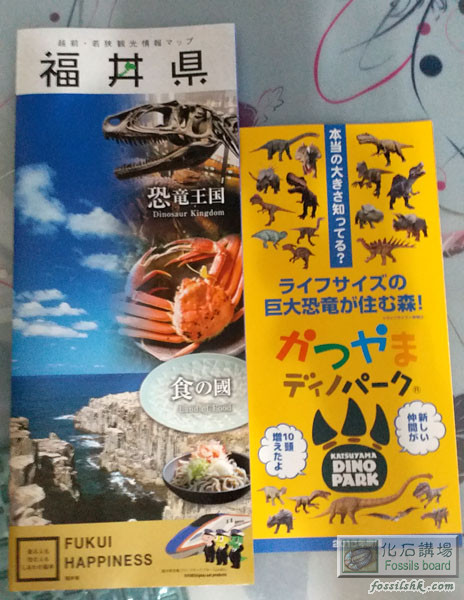 越前・若狭観光情報マップ
福井県
恐竜王国
Dinosaur Kingdom
食の國
FUKUI
HAPPINESS
福井県
本当の大きさ知ってる？
ライフサイズの
巨大恐竜が住む森！
かつやま
ディノパーク®
新しい
仲間が
10頭
増えたよ
KATSUYAMA
DINO
PARK
化石講場
Fossils board
fossilshk.com